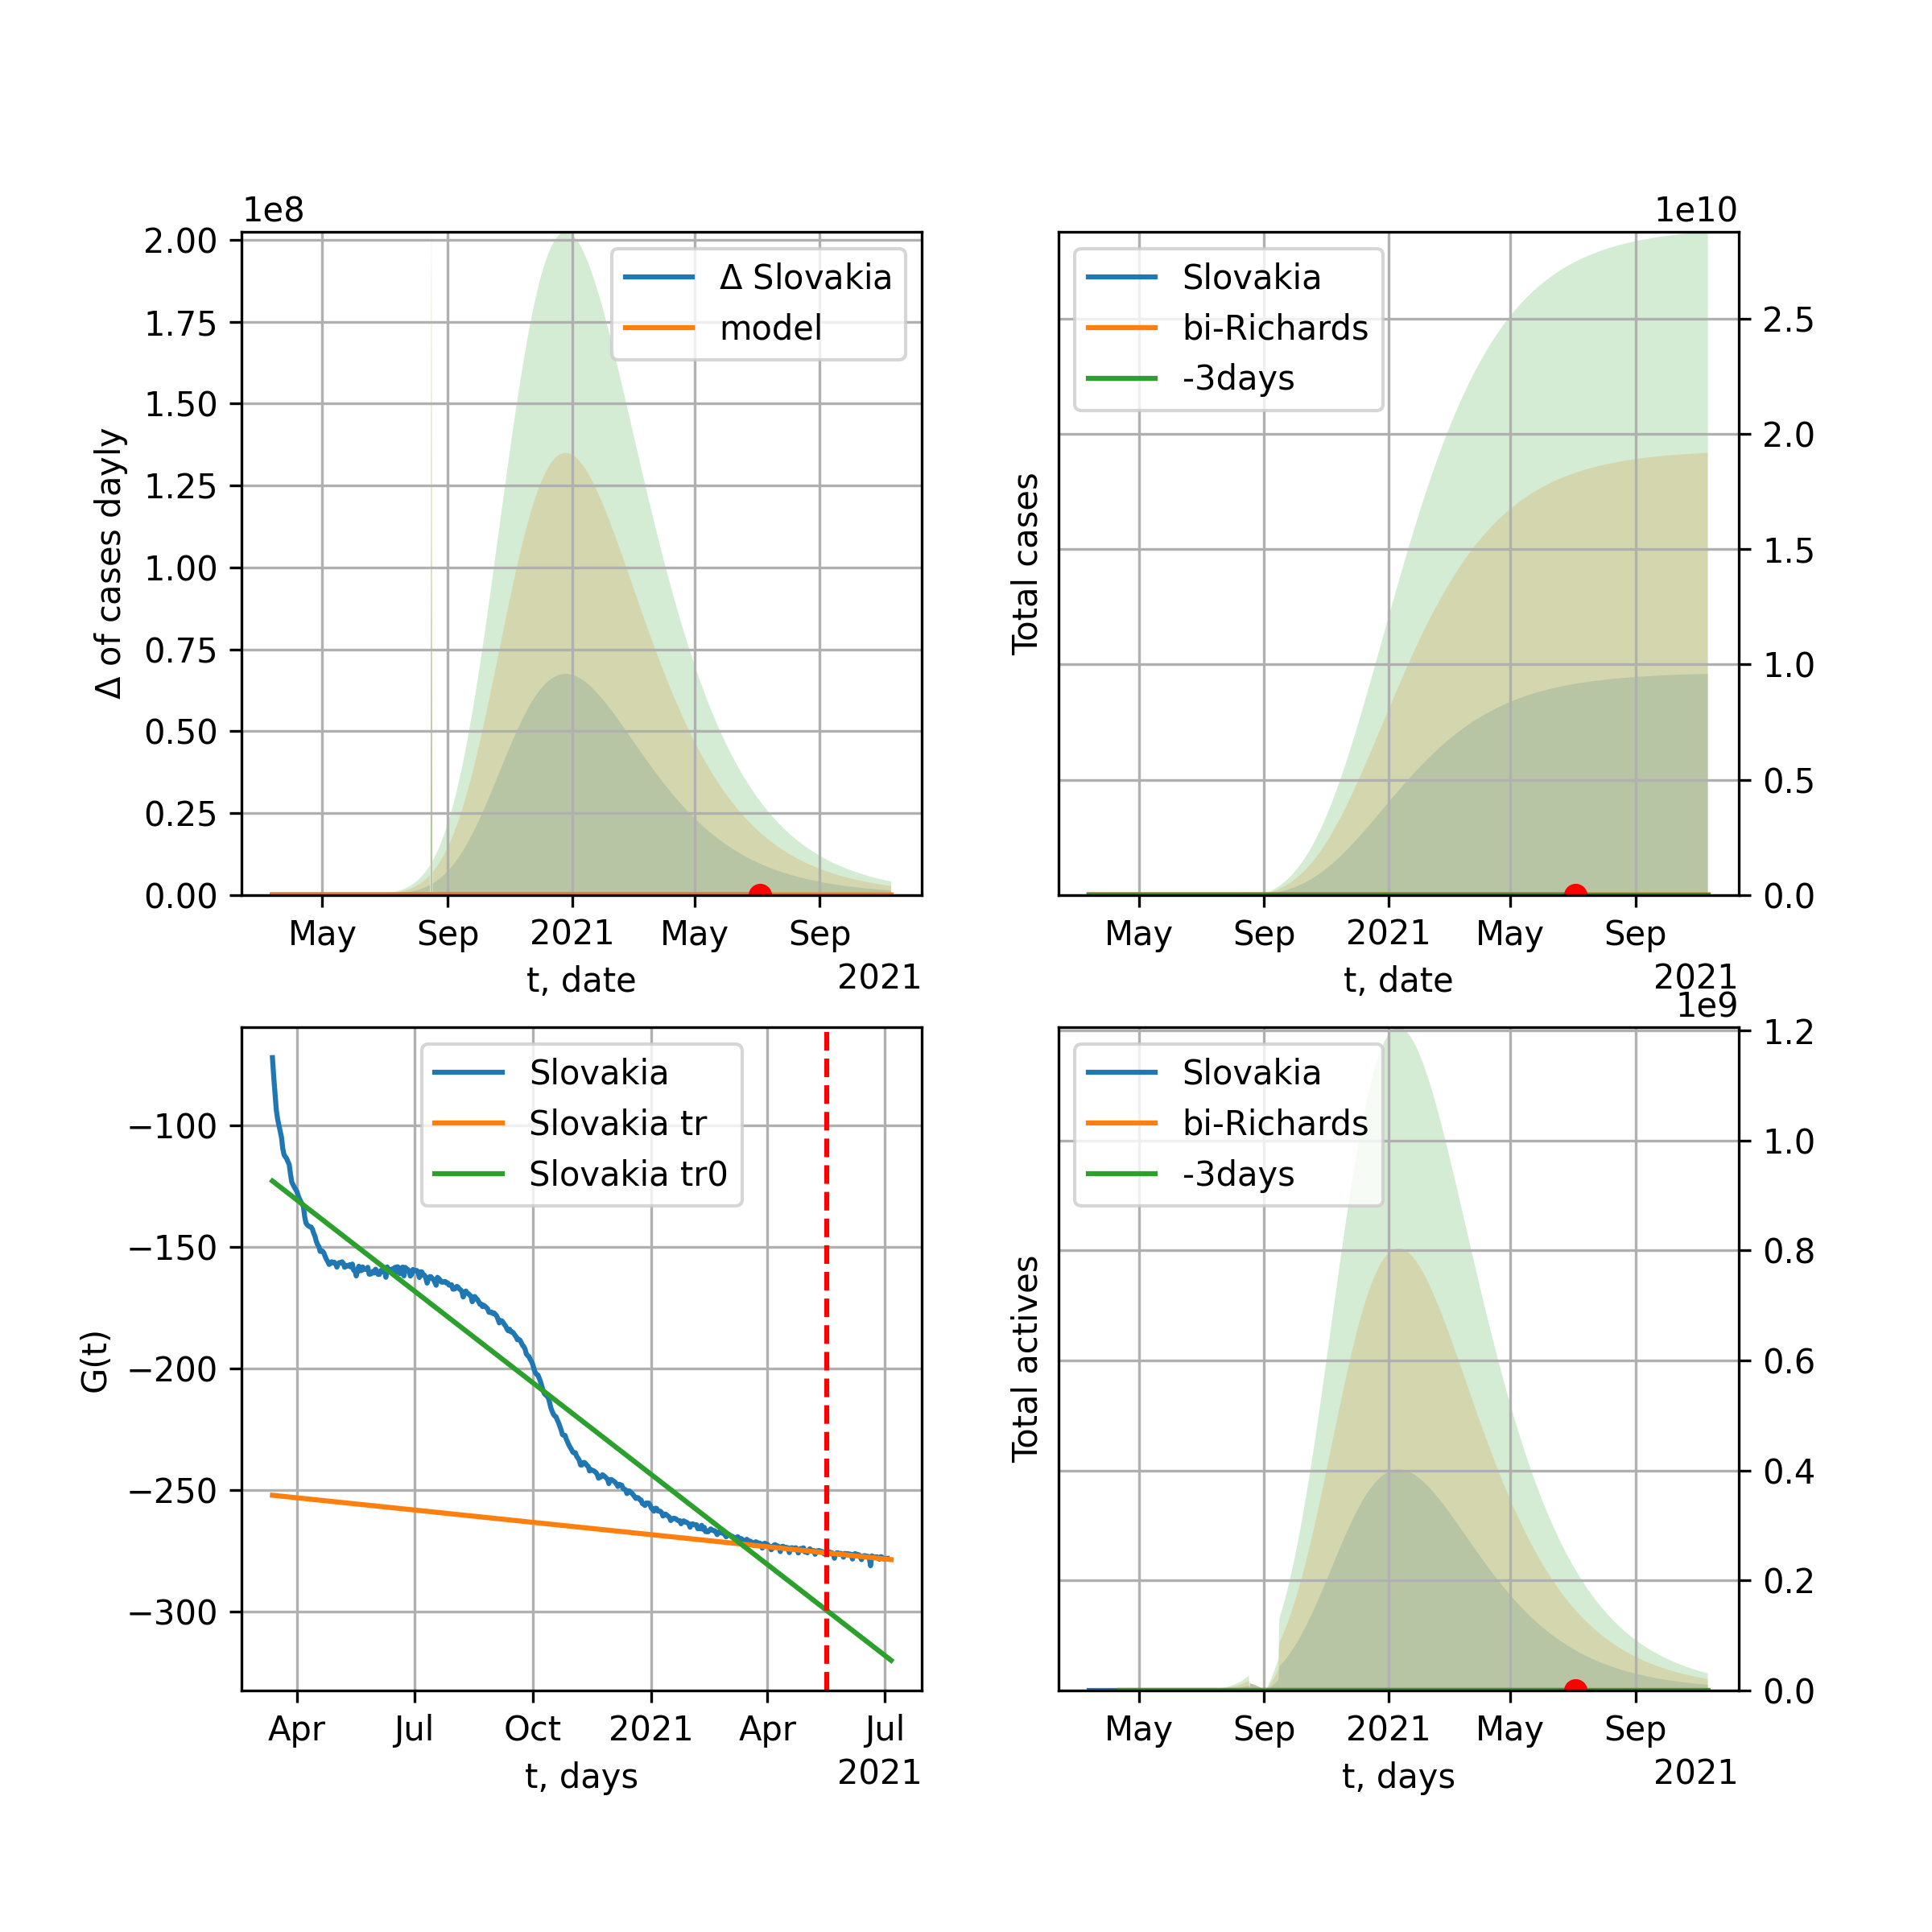 1e8
2.00
1.75
1.50
1.25
1.00
0.75
0.50
0.25
0.00
Δ of cases dayly
Δ Slovakia
model
May Sep 2021 May Sep
t, date
2021
1e10
Slovakia
bi-Richards
-3days
Total cases
2.5
2.0
1.5
1.0
0.5
0.0
May Sep 2021 May Sep
t, date
2021
G(t)
−100
−150
−200
−250
−300
Slovakia
Slovakia tr
Slovakia tr0
Apr Jul Oct 2021 Apr Jul
t, days
2021
1e9
Slovakia
bi-Richards
-3days
Total actives
1.2
1.0
0.8
0.6
0.4
0.2
0.0
May Sep 2021 May Sep
t, days
2021